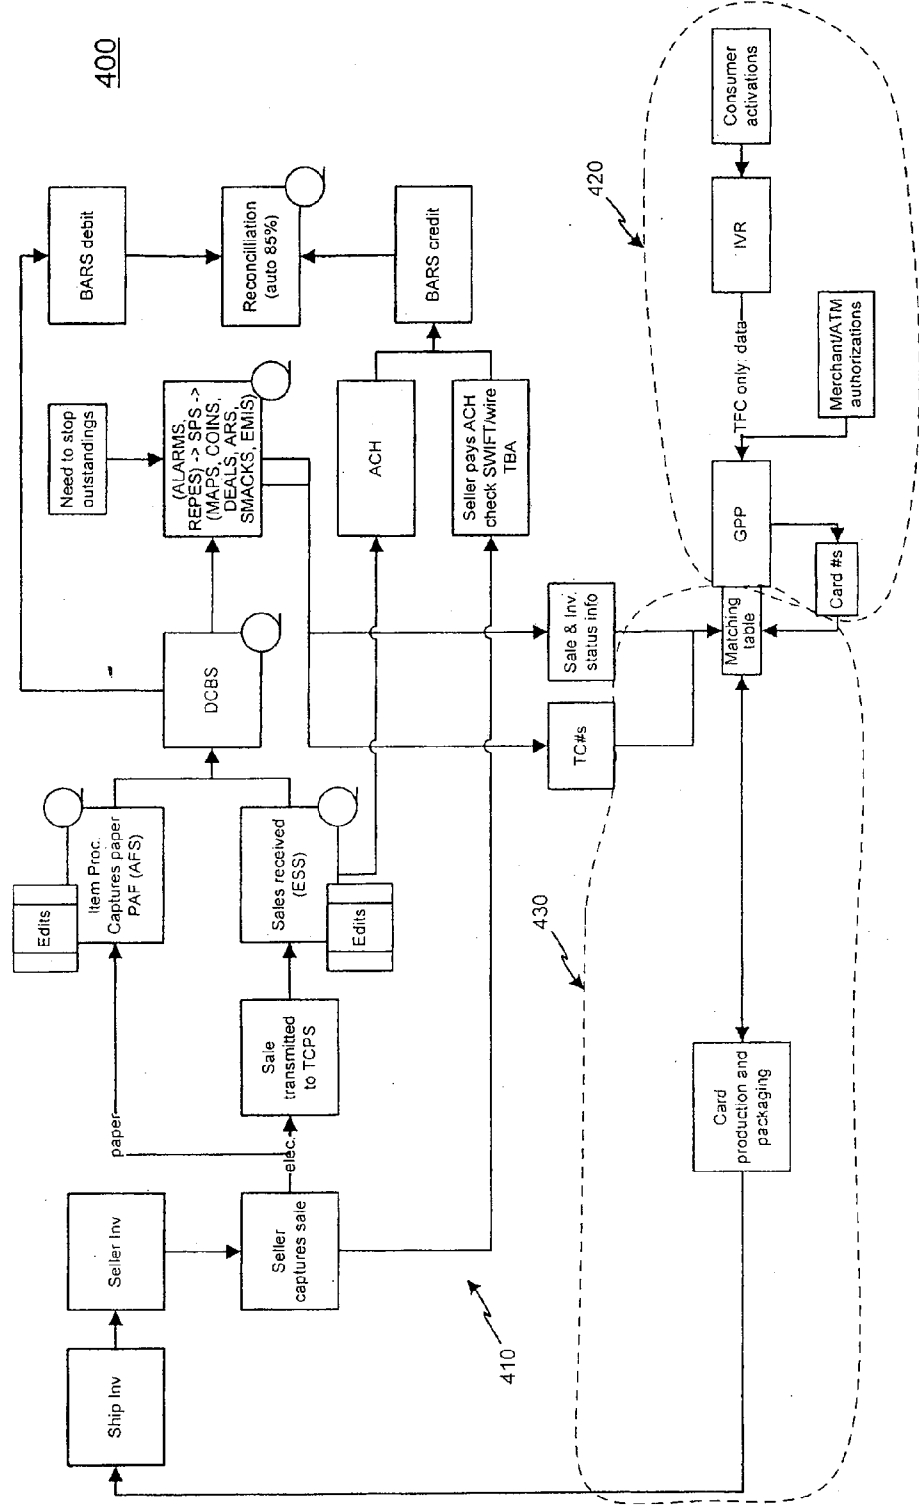 400
Ship Inv
Seller Inv
Seller
captures sale
paper
elec.
Sale
transmitted
to TCPS
Edits
Item Proc.
Captures paper
PAF (AFS)
Sales received
(ESS)
Edits
DCBS
Need to stop
outstandings
(ALARMS,
REPES) -> SPS ->
(MAPS, COINS,
DEALS, ARS,
SMACKS, EMIS)
BARS debit
Reconcilliation
(auto 85%)
BARS credit
ACH
Seller pays ACH
check SWIFT/wire
TBA
410
TC#s
Sale & Inv.
status info
430
420
Card
production and
packaging
Matching
table
GPP
Card #s
TFC only: data
IVR
Consumer
activations
Merchant/ATM
authorizations